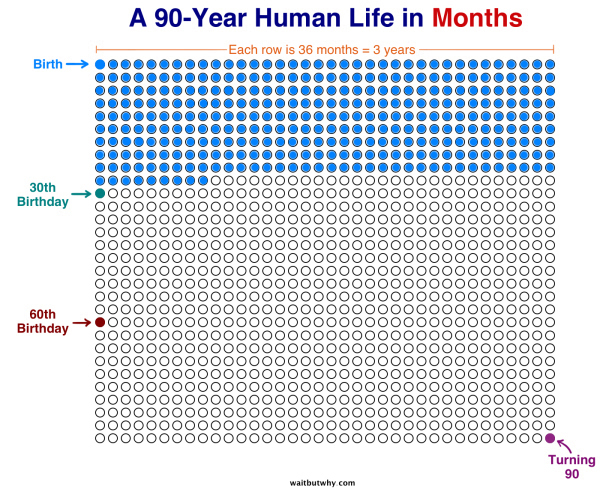 A 90-Year Human Life in Months
Each row is 36 months = 3 years
Birth
30th
Birthday
60th
Birthday
Turning
90
waitbutwhy.com